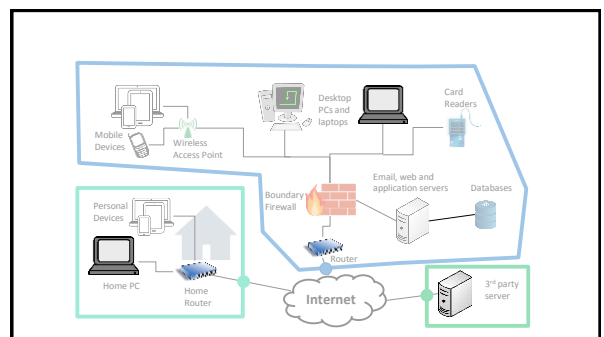 Mobile
Devices
Wireless
Access Point
Desktop
PCs and
laptops
Card
Readers
Boundary
Firewall
Email, web and
application servers
Databases
Router
Personal
Devices
Home PC
Home
Router
Internet
3rd party
server